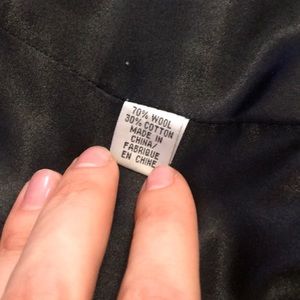 70% WOOL
30% COTTON
MADE IN
CHINA/
FABRIQUE
EN CHINE